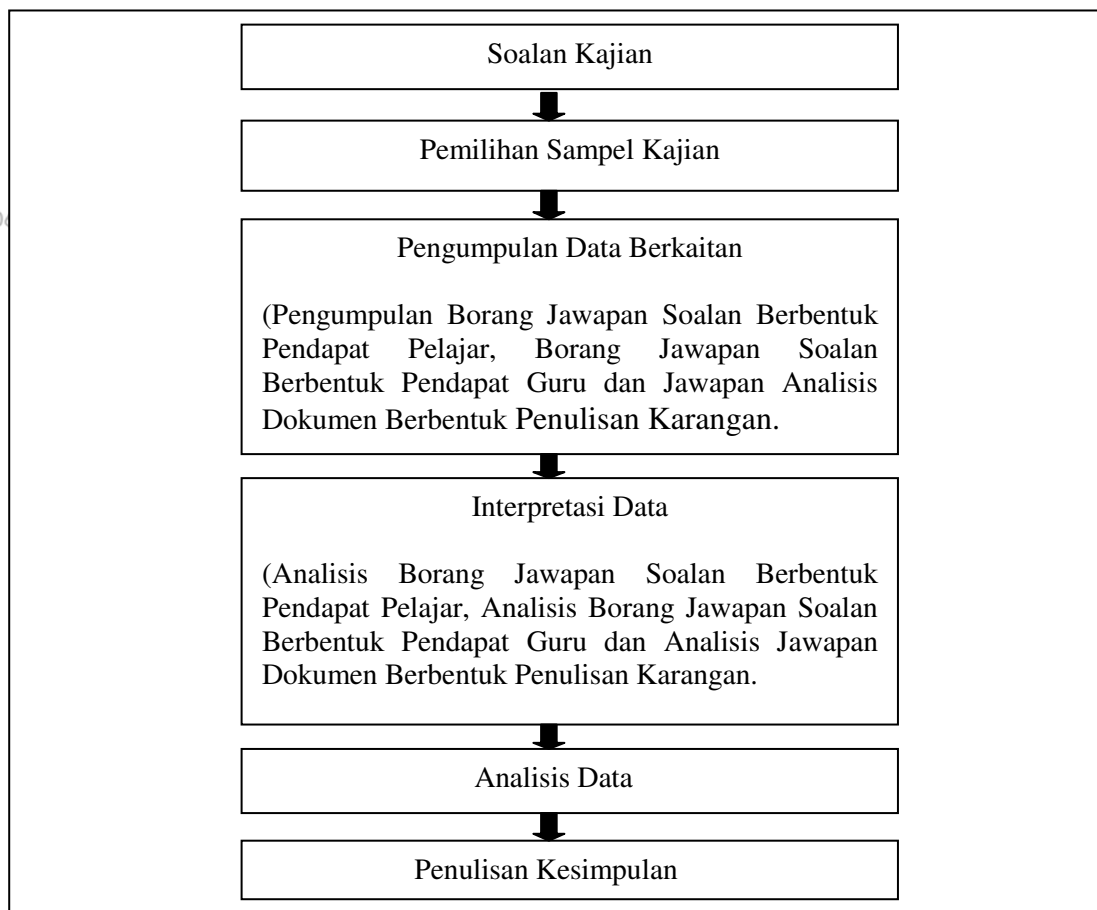 Soalan Kajian
Pemilihan Sampel Kajian
Pengumpulan Data Berkaitan
(Pengumpulan Borang Jawapan Soalan Berbentuk
Pendapat Pelajar, Borang Jawapan Soalan
Berbentuk Pendapat Guru dan Jawapan Analisis
Dokumen Berbentuk Penulisan Karangan.
Interpretasi Data
(Analisis Borang Jawapan Soalan Berbentuk
Pendapat Pelajar, Analisis Borang Jawapan Soalan
Berbentuk Pendapat Guru dan Analisis Jawapan
Dokumen Berbentuk Penulisan Karangan.
Analisis Data
Penulisan Kesimpulan